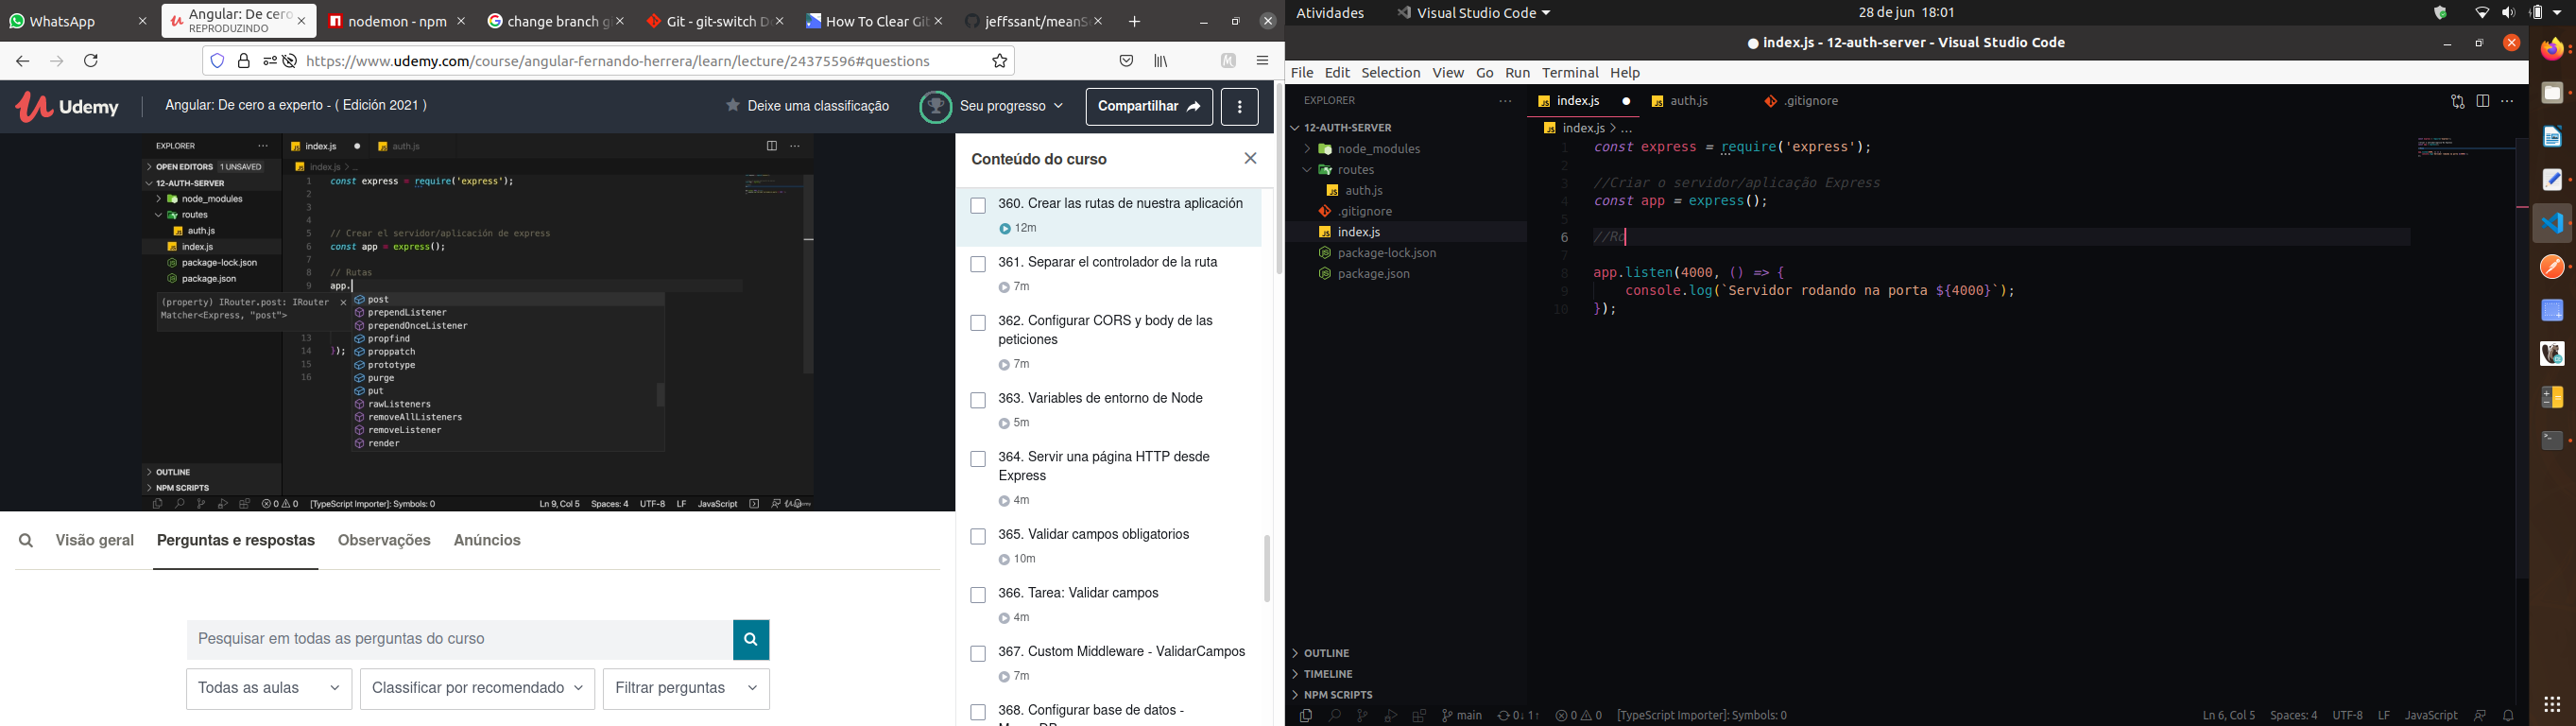 WhatsApp
Angular: De cero
REPRODUZINDO
nodemon - npm
change branch gi
Git - git-switch D
How To Clear Git
jeffssant/meanS
https://www.udemy.com/course/angular-fernando-herrera/learn/lecture/24375596#questions
Udemy
Angular: De cero a experto - ( Edición 2021 )
Deixe uma classificação
Seu progresso
Compartilhar
EXPLORER
OPEN EDITORS 1 UNSAVED
12-AUTH-SERVER
node_modules
routes
auth.js
index.js
package-lock.json
package.json
OUTLINE
NPM SCRIPTS
index.js
auth.js
index.js > ...
1 const express = require('express');
2
3
4
5 // Crear el servidor/aplicación de express
6 const app = express();
7
8 // Rutas
9 app.
(property) IRouter.post: IRouter
Matcher<Express, "post">
post
prependListener
prependOnceListener
propfind
proppatch
prototype
purge
put
rawListeners
removeAllListeners
removeListener
render
13
14 });
15
16
0 0 [TypeScript Importer]: Symbols: 0
Ln 9, Col 5 Spaces: 4 UTF-8 LF JavaScript
Conteúdo do curso
360. Crear las rutas de nuestra aplicación
12m
361. Separar el controlador de la ruta
7m
362. Configurar CORS y body de las
peticiones
7m
363. Variables de entorno de Node
5m
364. Servir una página HTTP desde
Express
4m
365. Validar campos obligatorios
10m
366. Tarea: Validar campos
4m
367. Custom Middleware - ValidarCampos
7m
368. Configurar base de datos -
Visão geral
Perguntas e respostas
Observações
Anúncios
Pesquisar em todas as perguntas do curso
Todas as aulas
Classificar por recomendado
Filtrar perguntas
Atividades
Visual Studio Code
28 de jun 18:01
● index.js - 12-auth-server - Visual Studio Code
File Edit Selection View Go Run Terminal Help
EXPLORER
12-AUTH-SERVER
node_modules
routes
auth.js
.gitignore
index.js
package-lock.json
package.json
OUTLINE
TIMELINE
NPM SCRIPTS
index.js
auth.js
.gitignore
index.js > ...
1 const express = require('express');
2
3 //Criar o servidor/aplicação Express
4 const app = express();
5
6 //Ro
7
8 app.listen(4000, () => {
9 console.log(`Servidor rodando na porta ${4000}`);
10 });
main 0↓ 1↑ 0 0 [TypeScript Importer]: Symbols: 0
Ln 6, Col 5 Spaces: 4 UTF-8 LF JavaScript